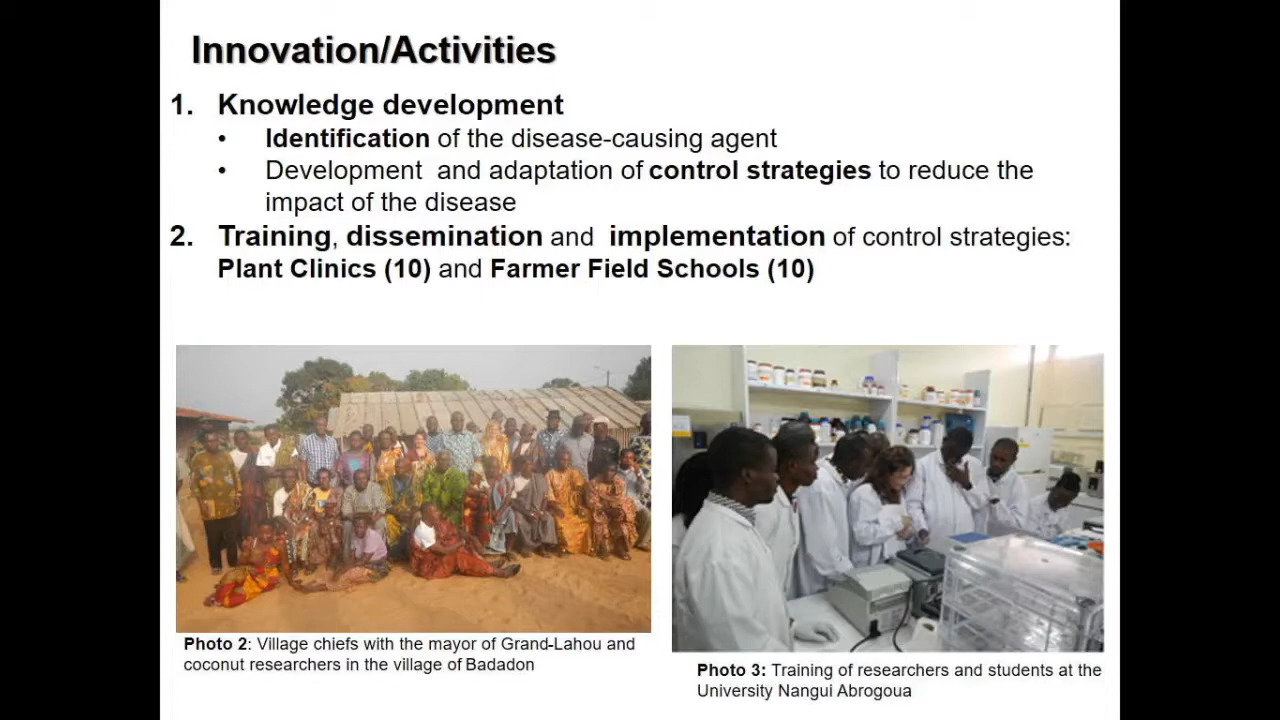 Innovation/Activities
1. Knowledge development
• Identification of the disease-causing agent
• Development and adaptation of control strategies to reduce the
impact of the disease
2. Training, dissemination and implementation of control strategies:
Plant Clinics (10) and Farmer Field Schools (10)
Photo 2: Village chiefs with the mayor of Grand-Lahou and
coconut researchers in the village of Badadon
Photo 3: Training of researchers and students at the
University Nangui Abrogoua